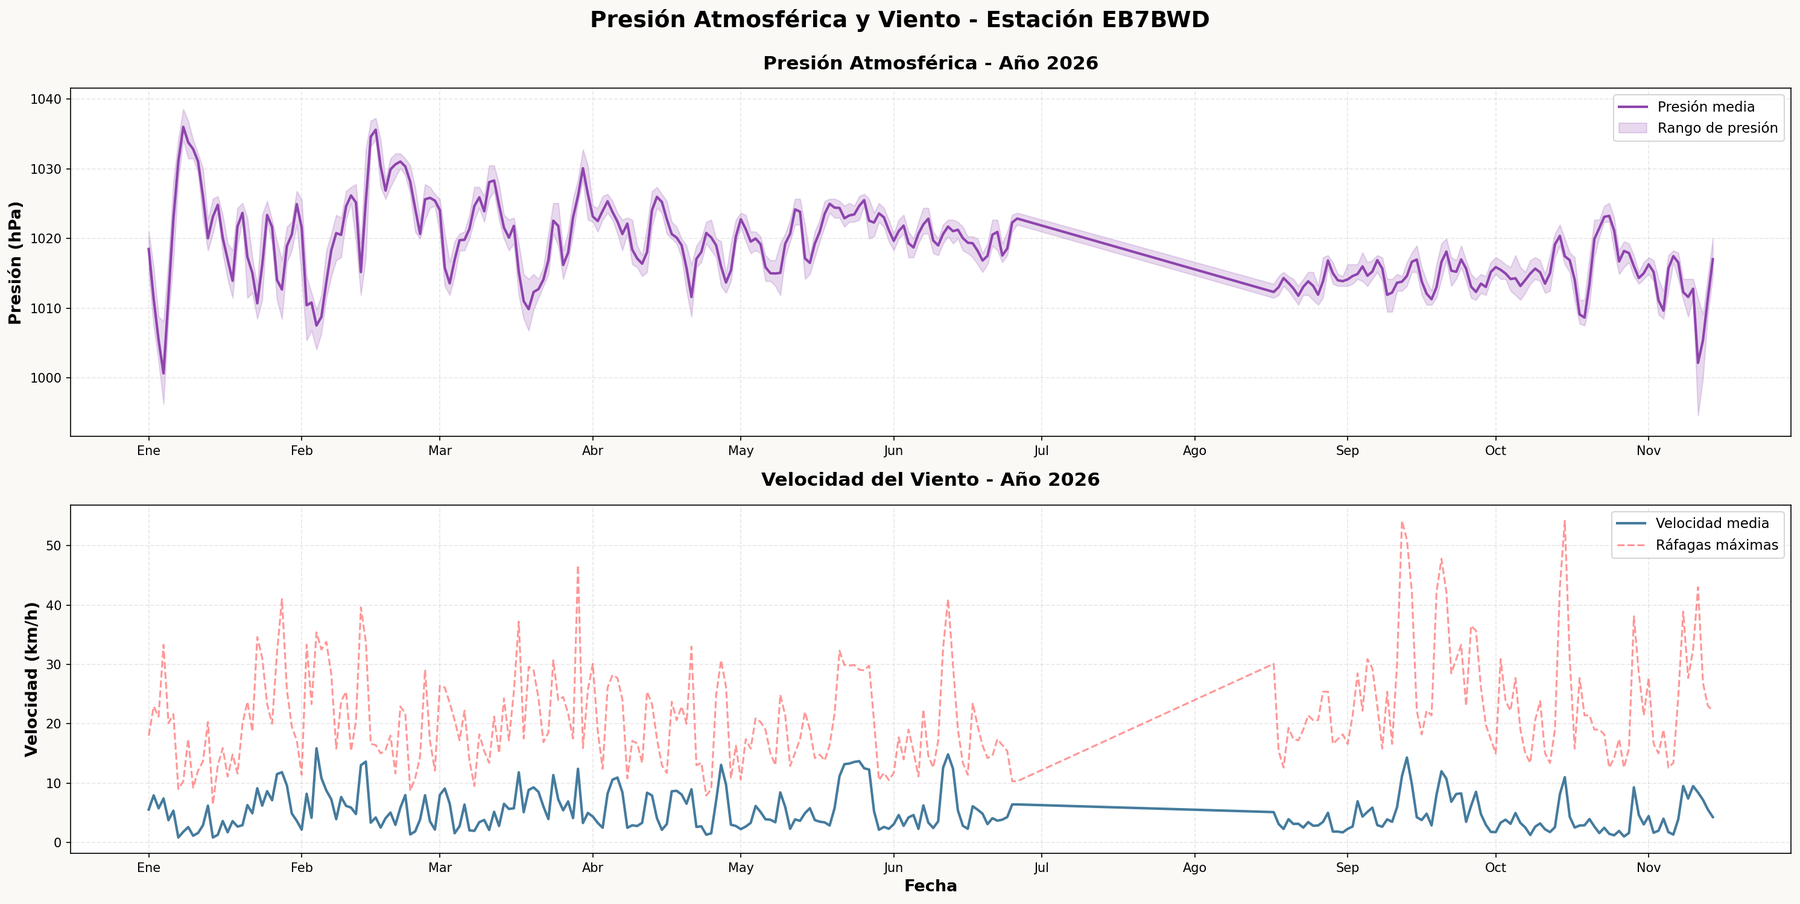 Presión Atmosférica y Viento - Estación EB7BWD
Presión Atmosférica - Año 2026
Presión (hPa)
1040
1030
1020
1010
1000
Presión media
Rango de presión
Ene Feb Mar Abr May Jun Jul Ago Sep Oct Nov
Velocidad del Viento - Año 2026
Velocidad (km/h)
50
40
30
20
10
0
Velocidad media
Ráfagas máximas
Ene Feb Mar Abr May Jun Jul Ago Sep Oct Nov
Fecha